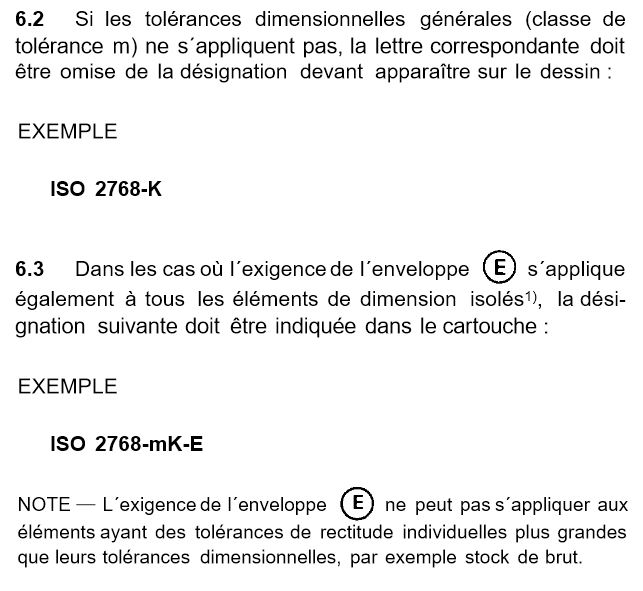 6.2 Si les tolérances dimensionnelles générales (classe de
tolérance m) ne s´appliquent pas, la lettre correspondante doit
être omise de la désignation devant apparaître sur le dessin :
EXEMPLE
ISO 2768-K
6.3 Dans les cas où l´exigence de l´enveloppe Ⓔ s´applique
également à tous les éléments de dimension isolés¹⁾, la dési-
gnation suivante doit être indiquée dans le cartouche :
EXEMPLE
ISO 2768-mK-E
NOTE — L´exigence de l´enveloppe Ⓔ ne peut pas s´appliquer aux
éléments ayant des tolérances de rectitude individuelles plus grandes
que leurs tolérances dimensionnelles, par exemple stock de brut.